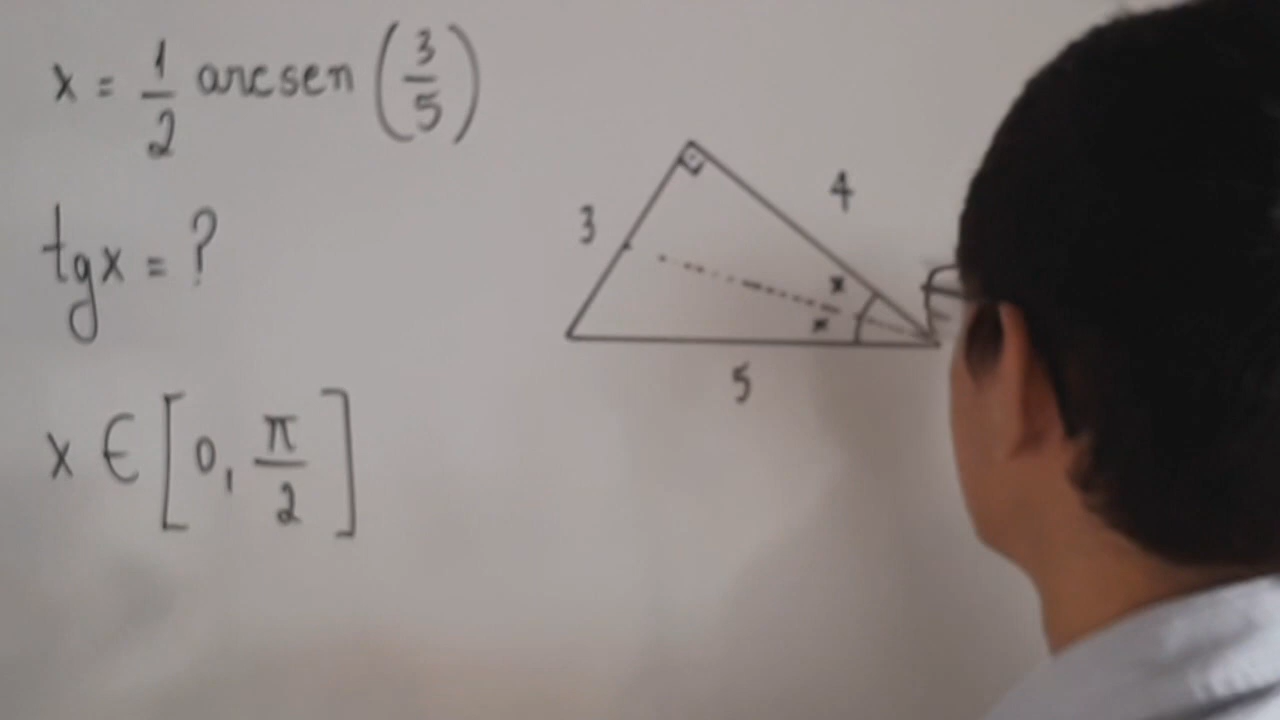 x = 1/2 arcsen (3/5)
tgx = ?
x ∈ [0, π/2]
3
4
x
x
5